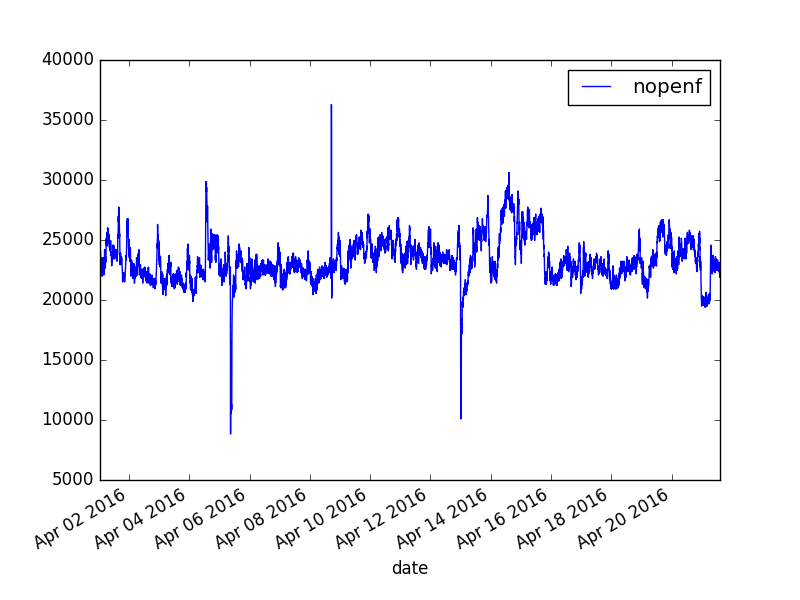 40000
35000
30000
25000
20000
15000
10000
5000
nopenf
Apr 02 2016
Apr 04 2016
Apr 06 2016
Apr 08 2016
Apr 10 2016
Apr 12 2016
Apr 14 2016
Apr 16 2016
Apr 18 2016
Apr 20 2016
date